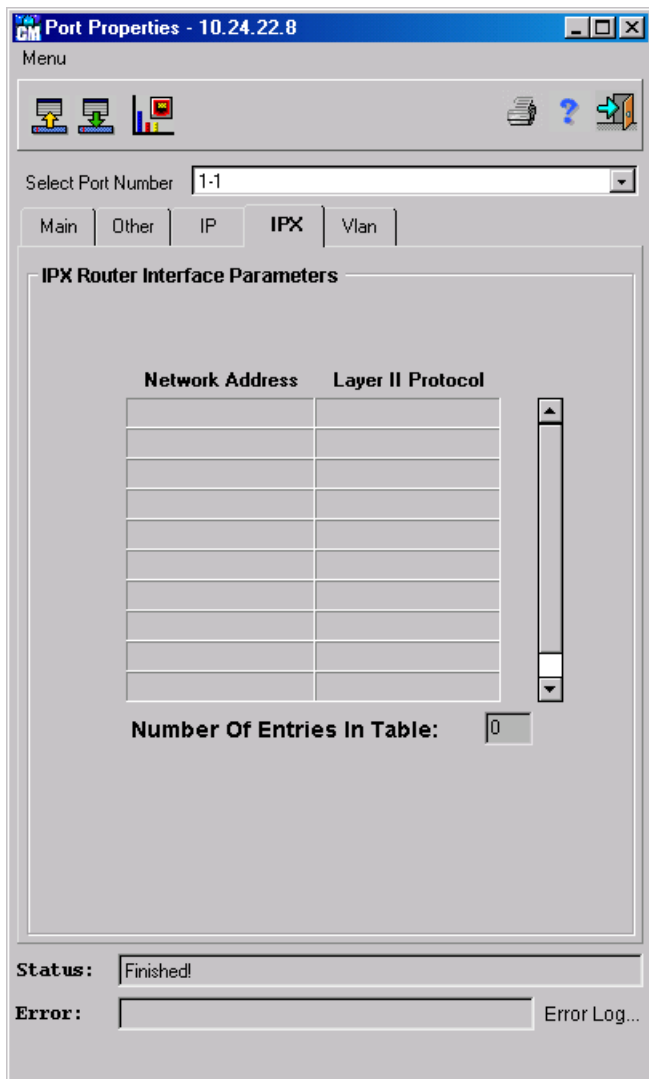 CM Port Properties - 10.24.22.8
Menu
?
Select Port Number 1-1
Main Other IP IPX Vlan
IPX Router Interface Parameters
Network Address Layer II Protocol
Number Of Entries In Table: 0
Status: Finished!
Error: Error Log...